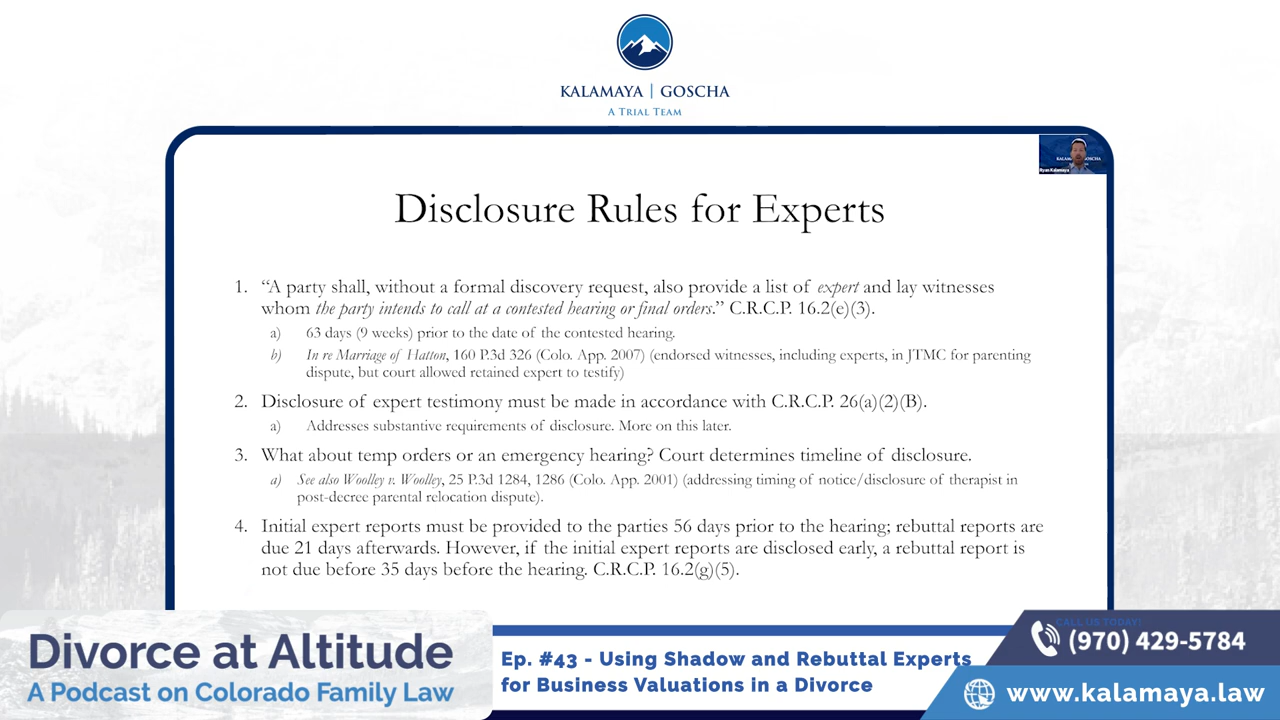 KALAMAYA | GOSCHA
A TRIAL TEAM
Ryan Kalamaya
Disclosure Rules for Experts
1. “A party shall, without a formal discovery request, also provide a list of expert and lay witnesses
whom the party intends to call at a contested hearing or final orders.” C.R.C.P. 16.2(e)(3).
a) 63 days (9 weeks) prior to the date of the contested hearing.
b) In re Marriage of Hatton, 160 P.3d 326 (Colo. App. 2007) (endorsed witnesses, including experts, in JTMC for parenting
dispute, but court allowed retained expert to testify)
2. Disclosure of expert testimony must be made in accordance with C.R.C.P. 26(a)(2)(B).
a) Addresses substantive requirements of disclosure. More on this later.
3. What about temp orders or an emergency hearing? Court determines timeline of disclosure.
a) See also Woolley v. Woolley, 25 P.3d 1284, 1286 (Colo. App. 2001) (addressing timing of notice/disclosure of therapist in
post-decree parental relocation dispute).
4. Initial expert reports must be provided to the parties 56 days prior to the hearing; rebuttal reports are
due 21 days afterwards. However, if the initial expert reports are disclosed early, a rebuttal report is
not due before 35 days before the hearing. C.R.C.P. 16.2(g)(5).
Divorce at Altitude
A Podcast on Colorado Family Law
Ep. #43 - Using Shadow and Rebuttal Experts
for Business Valuations in a Divorce
CALL US TODAY!
(970) 429-5784
www.kalamaya.law